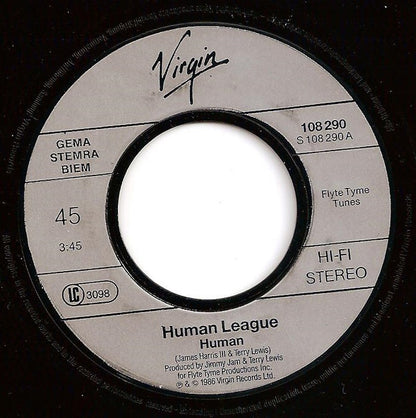 Virgin
GEMA
STEMRA
BIEM
108 290
S 108 290 A
45
3:45
Flyte Tyme
Tunes
HI-FI
STEREO
LC 3098
Human League
Human
(James Harris III & Terry Lewis)
Produced by Jimmy Jam & Terry Lewis
for Flyte Tyme Productions Inc.
℗ & © 1986 Virgin Records Ltd.